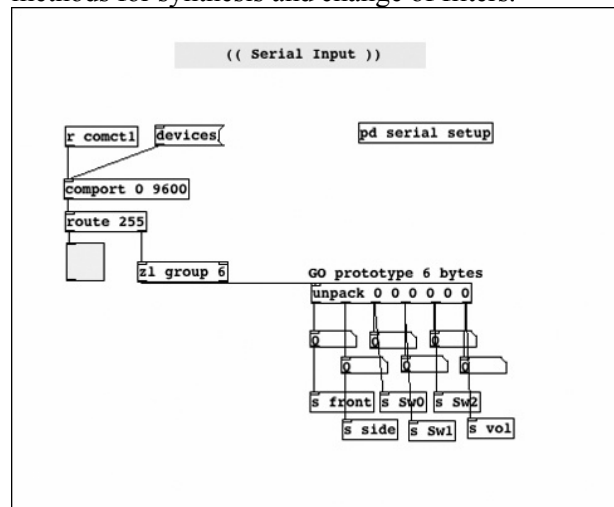 methods for synthesis and change of filters.
(( Serial Input ))
r comctl
devices
pd serial setup
comport 0 9600
route 255
zl group 6
GO prototype 6 bytes
unpack 0 0 0 0 0 0
0
0
0
0
0
0
s front
s Sw0
s Sw2
s side
s Sw1
s vol